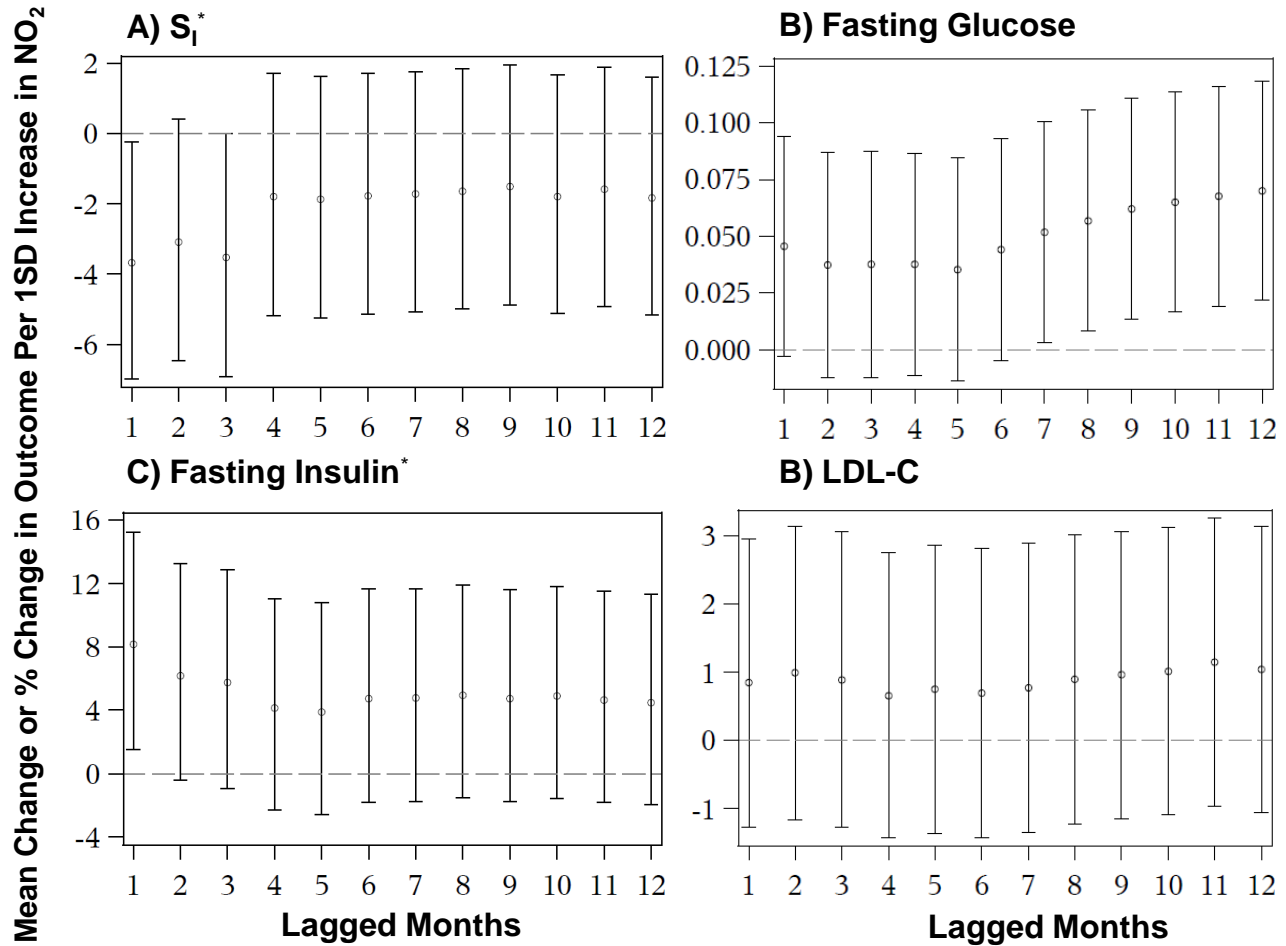 Mean Change or % Change in Outcome Per 1SD Increase in NO₂
A) S_I^*
2
0
-2
-4
-6
1 2 3 4 5 6 7 8 9 10 11 12
B) Fasting Glucose
0.125
0.100
0.075
0.050
0.025
0.000
1 2 3 4 5 6 7 8 9 10 11 12
C) Fasting Insulin*
16
12
8
4
0
-4
1 2 3 4 5 6 7 8 9 10 11 12
Lagged Months
B) LDL-C
3
2
1
0
-1
1 2 3 4 5 6 7 8 9 10 11 12
Lagged Months